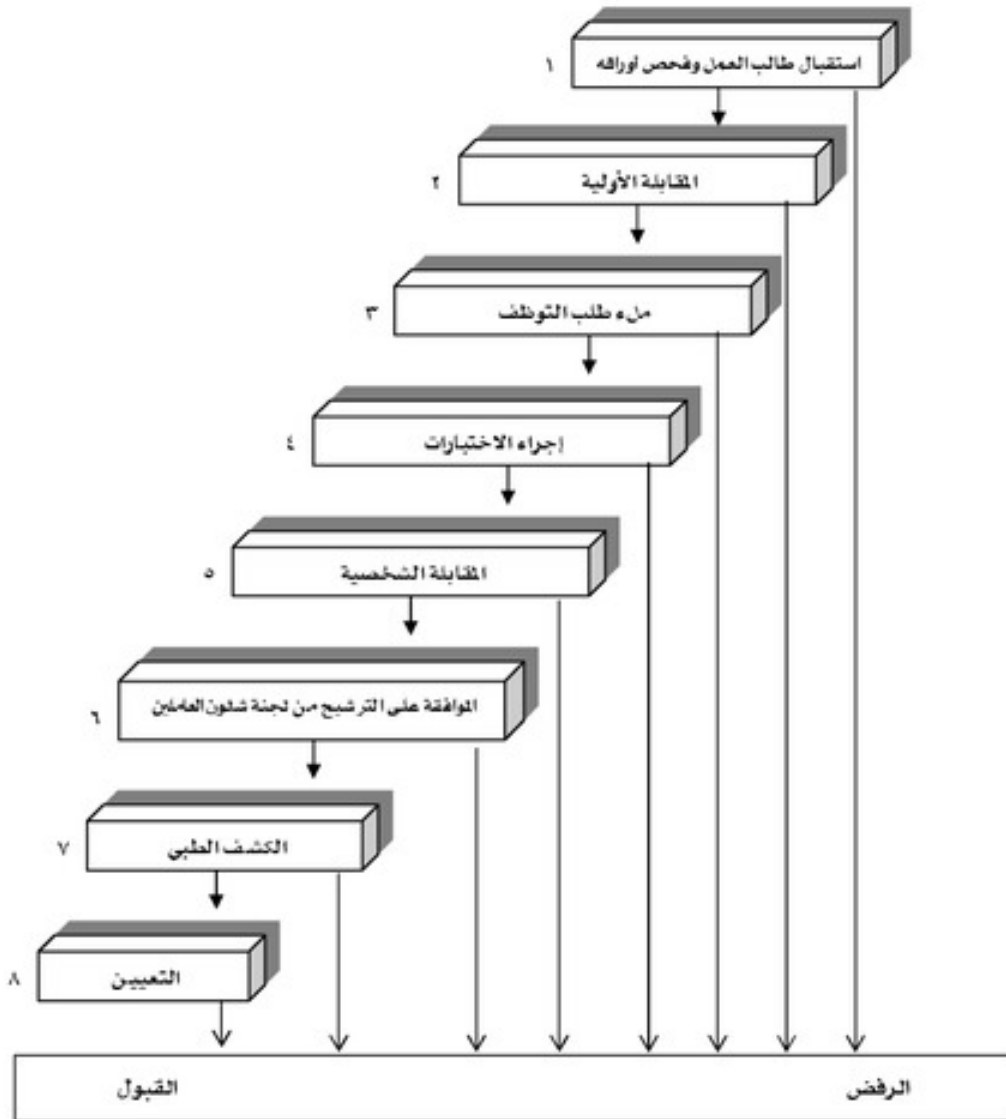 ١ استقبال طالب العمل وفحص أوراقه
٢ المقابلة الأولية
٣ ملء طلب التوظف
٤ إجراء الاختبارات
٥ المقابلة الشخصية
٦ الموافقة على الترشيح من لجنة شئون العاملين
٧ الكشف الطبى
٨ التعيين
الرفض القبول